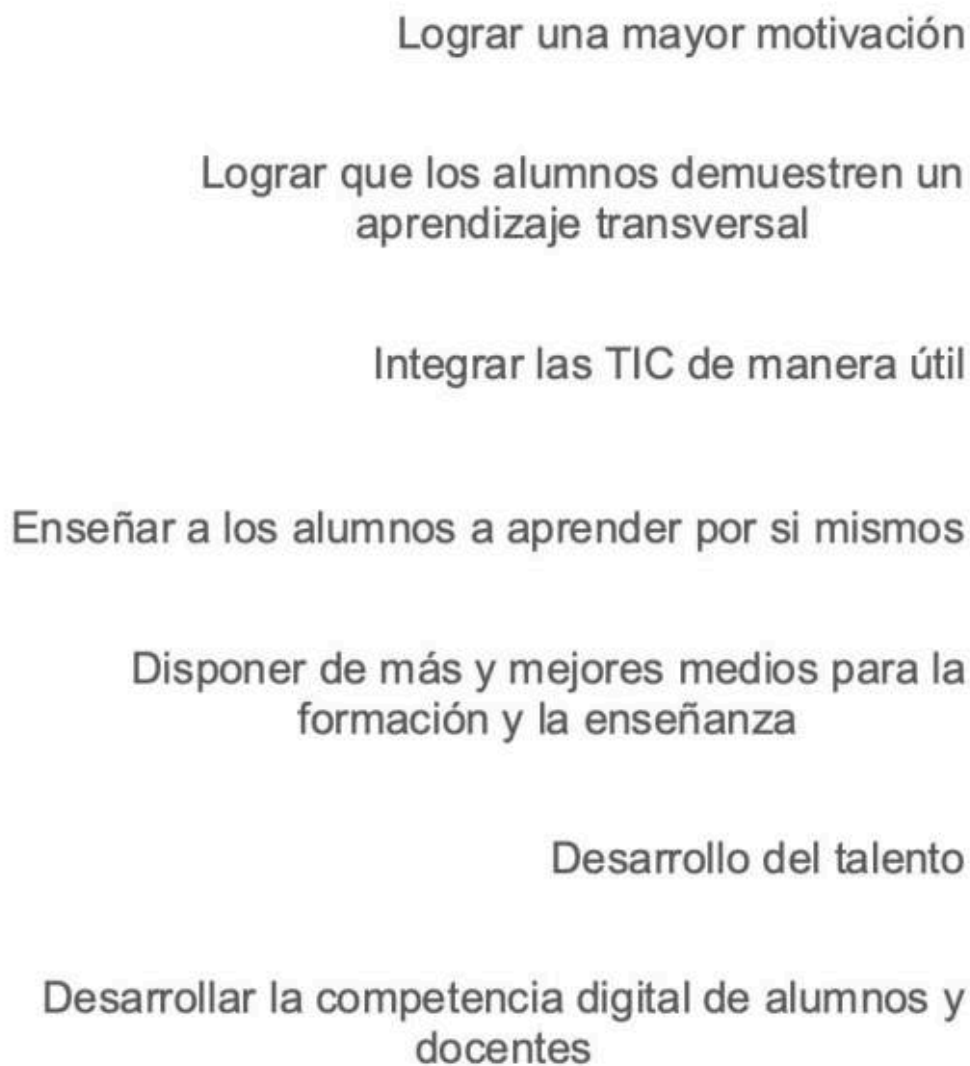 Lograr una mayor motivación
Lograr que los alumnos demuestren un
aprendizaje transversal
Integrar las TIC de manera útil
Enseñar a los alumnos a aprender por si mismos
Disponer de más y mejores medios para la
formación y la enseñanza
Desarrollo del talento
Desarrollar la competencia digital de alumnos y
docentes